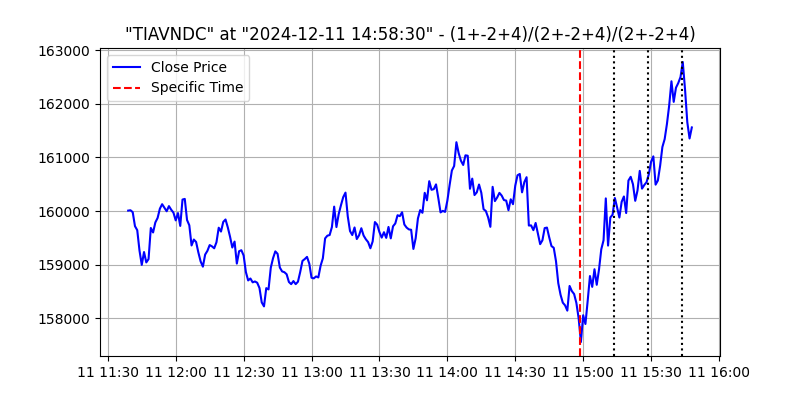 "TIAVNDC" at "2024-12-11 14:58:30" - (1+-2+4)/(2+-2+4)/(2+-2+4)
163000
Close Price
Specific Time
162000
161000
160000
159000
158000
11 11:30 11 12:00 11 12:30 11 13:00 11 13:30 11 14:00 11 14:30 11 15:00 11 15:30 11 16:00